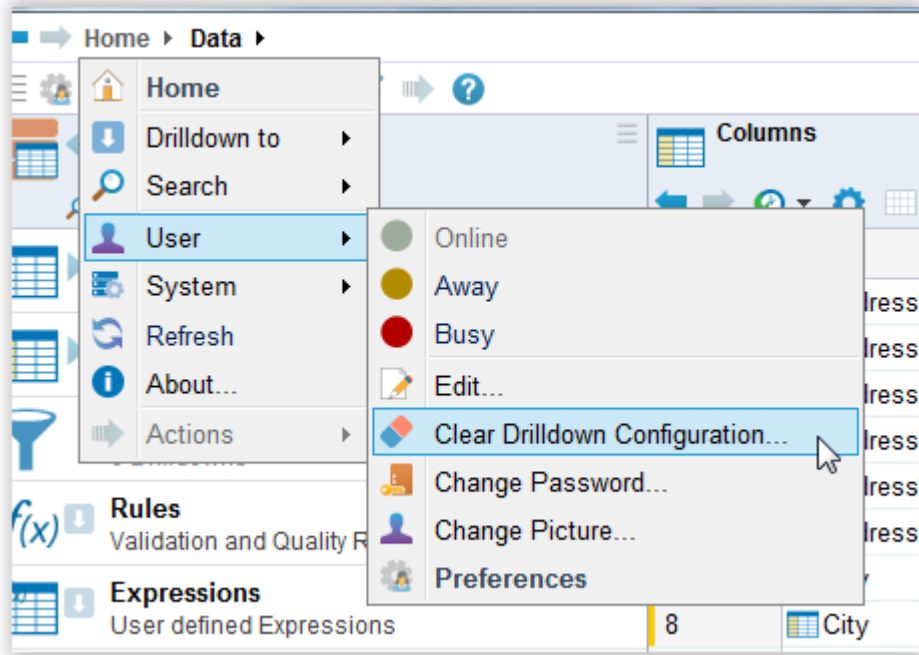 Home Data
Home
Drilldown to
Search
User
System
Refresh
About...
Actions
Online
Away
Busy
Edit...
Clear Drilldown Configuration...
Change Password...
Change Picture...
Preferences
Rules
Validation and Quality R
Expressions
User defined Expressions
f(x)
Columns
8 City